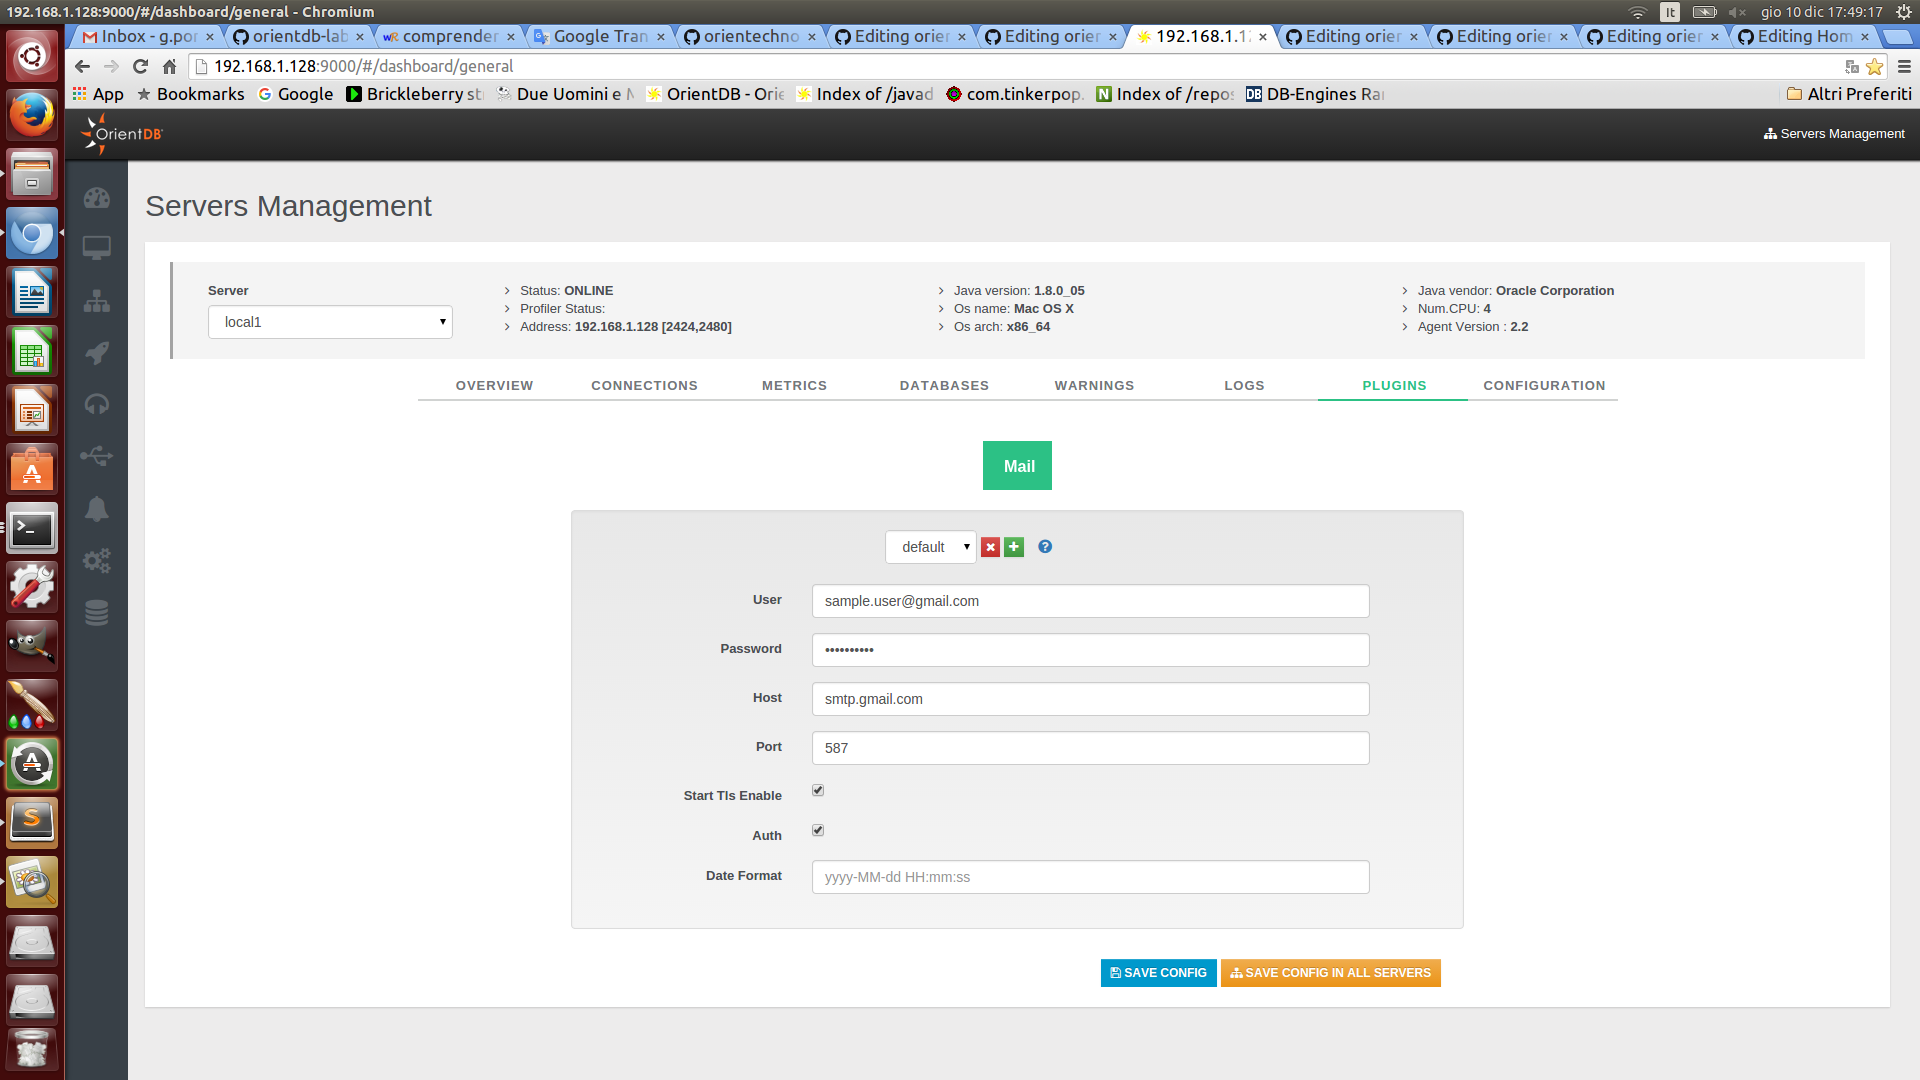 192.168.1.128:9000/#/dashboard/general - Chromium
It
gio 10 dic 17:49:17
Inbox - g.por
orientdb-lab
comprender
Google Tran
orientechno
Editing orier
Editing orier
192.168.1.12
Editing orier
Editing orier
Editing orier
Editing Hom
192.168.1.128:9000/#/dashboard/general
App
Bookmarks
Google
Brickleberry st
Due Uomini e M
OrientDB - Orie
Index of /javad
com.tinkerpop.
Index of /repos
DB-Engines Ran
Altri Preferiti
OrientDB
Servers Management
Servers Management
Server
local1
Status: ONLINE
Profiler Status:
Address: 192.168.1.128 [2424,2480]
Java version: 1.8.0_05
Os name: Mac OS X
Os arch: x86_64
Java vendor: Oracle Corporation
Num.CPU: 4
Agent Version : 2.2
OVERVIEW
CONNECTIONS
METRICS
DATABASES
WARNINGS
LOGS
PLUGINS
CONFIGURATION
Mail
default
User
sample.user@gmail.com
Password
••••••••••
Host
smtp.gmail.com
Port
587
Start Tls Enable
Auth
Date Format
yyyy-MM-dd HH:mm:ss
SAVE CONFIG
SAVE CONFIG IN ALL SERVERS